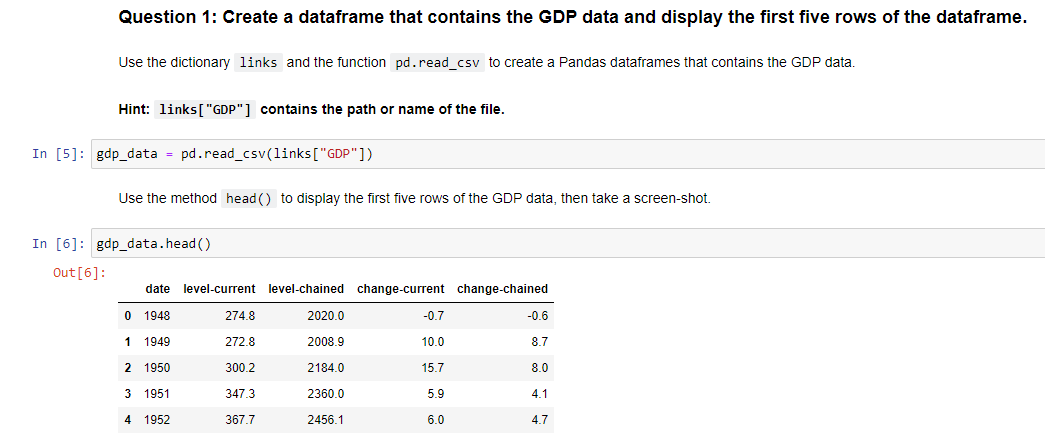 Question 1: Create a dataframe that contains the GDP data and display the first five rows of the dataframe.
Use the dictionary links and the function pd.read_csv to create a Pandas dataframes that contains the GDP data.
Hint: links["GDP"] contains the path or name of the file.
In [5]: gdp_data = pd.read_csv(links["GDP"])
Use the method head() to display the first five rows of the GDP data, then take a screen-shot.
In [6]: gdp_data.head()
Out[6]:
date level-current level-chained change-current change-chained
0 1948 274.8 2020.0 -0.7 -0.6
1 1949 272.8 2008.9 10.0 8.7
2 1950 300.2 2184.0 15.7 8.0
3 1951 347.3 2360.0 5.9 4.1
4 1952 367.7 2456.1 6.0 4.7